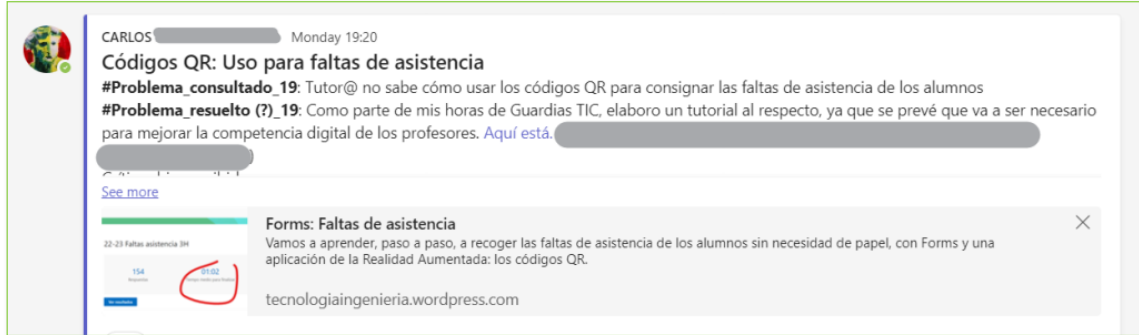 CARLOS Monday 19:20
Códigos QR: Uso para faltas de asistencia
#Problema_consultado_19: Tutor@ no sabe cómo usar los códigos QR para consignar las faltas de asistencia de los alumnos
#Problema_resuelto (?)_19: Como parte de mis horas de Guardias TIC, elaboro un tutorial al respecto, ya que se prevé que va a ser necesario
para mejorar la competencia digital de los profesores. Aquí está.
)
See more
Forms: Faltas de asistencia
Vamos a aprender, paso a paso, a recoger las faltas de asistencia de los alumnos sin necesidad de papel, con Forms y una
aplicación de la Realidad Aumentada: los códigos QR.
tecnologiaingenieria.wordpress.com
22-23 Faltas asistencia 3H
154 01:02
Respuestas
Ver resultados